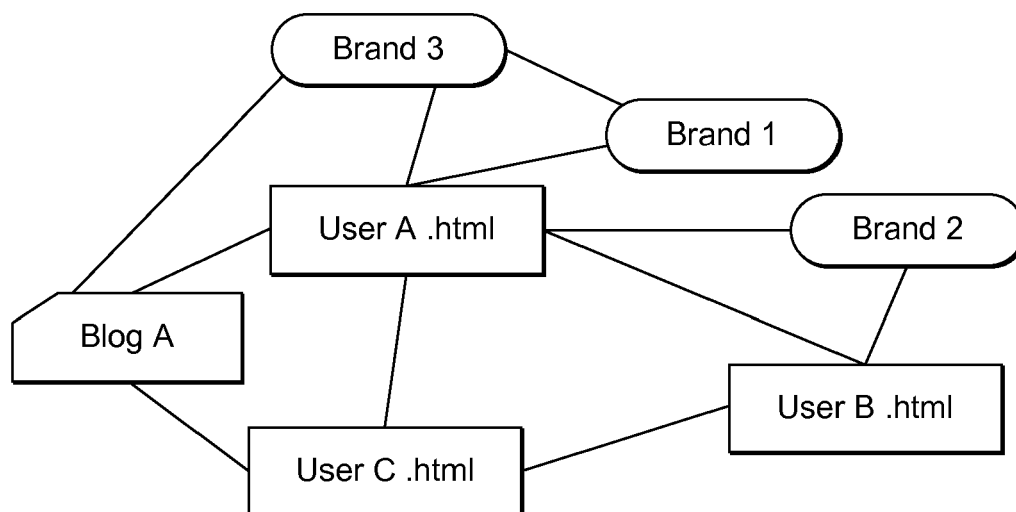 Brand 3
Brand 1
User A .html
Brand 2
Blog A
User B .html
User C .html